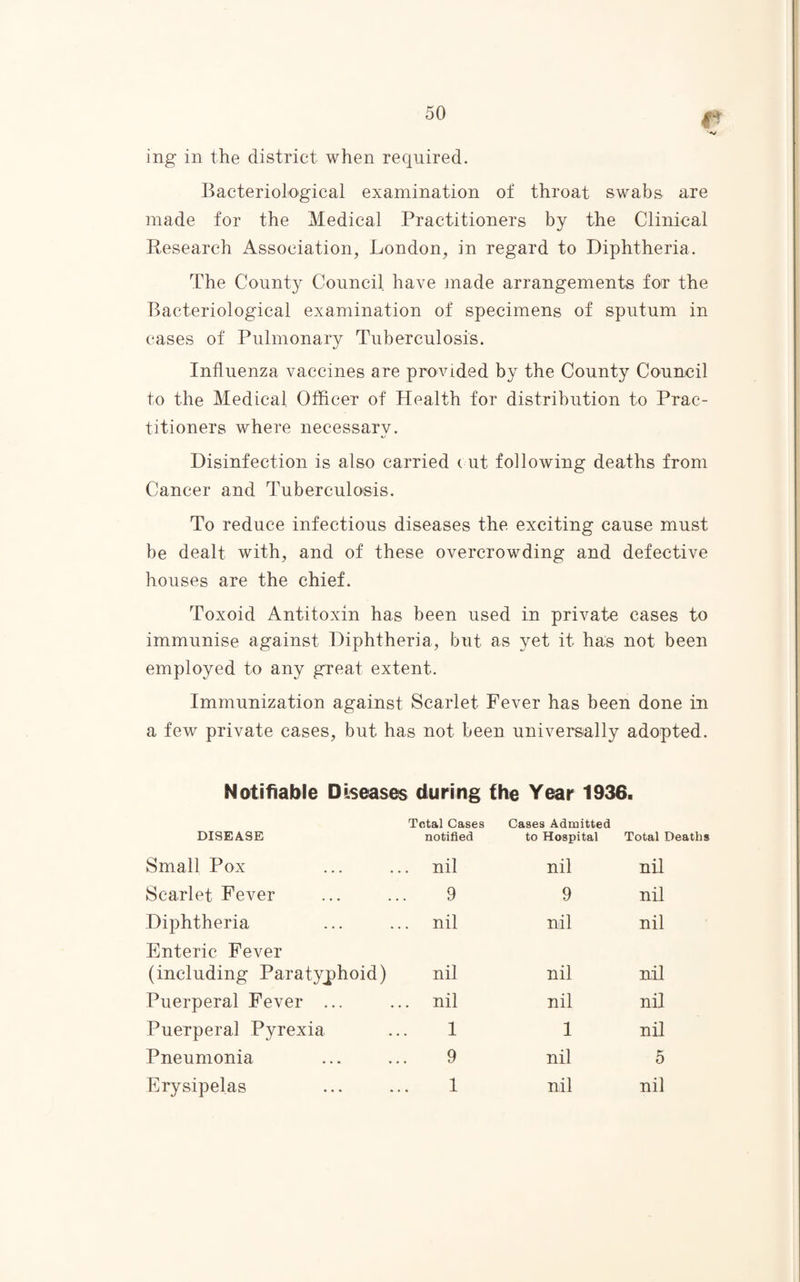 50
ing in the district when required.
Bacteriological examination of throat swabs are
made for the Medical Practitioners by the Clinical
Research Association, London, in regard to Diphtheria.
The County Council have made arrangements for the
Bacteriological examination of specimens of sputum in
cases of Pulmonary Tuberculosis.
Influenza vaccines are provided by the County Council
to the Medical Officer of Health for distribution to Prac-
titioners where necessary.
Disinfection is also carried out following deaths from
Cancer and Tuberculosis.
To reduce infectious diseases the exciting cause must
be dealt with, and of these overcrowding and defective
houses are the chief.
Toxoid Antitoxin has been used in private cases to
immunise against Diphtheria, but as yet it has not been
employed to any great extent.
Immunization against Scarlet Fever has been done in
a few private cases, but has not been universally adopted.
Notifiable Diseases during the Year 1936.
DISEASE Total Cases notified Cases Admitted to Hospital Total Deaths
Small Pox ... ... nil nil nil
Scarlet Fever ... ... 9 9 nil
Diphtheria ... ... nil nil nil
Enteric Fever
(including Paratyphoid) nil nil nil
Puerperal Fever ... ... nil nil nil
Puerperal Pyrexia ... 1 1 nil
Pneumonia ... ... 9 nil 5
Erysipelas ... ... 1 nil nil